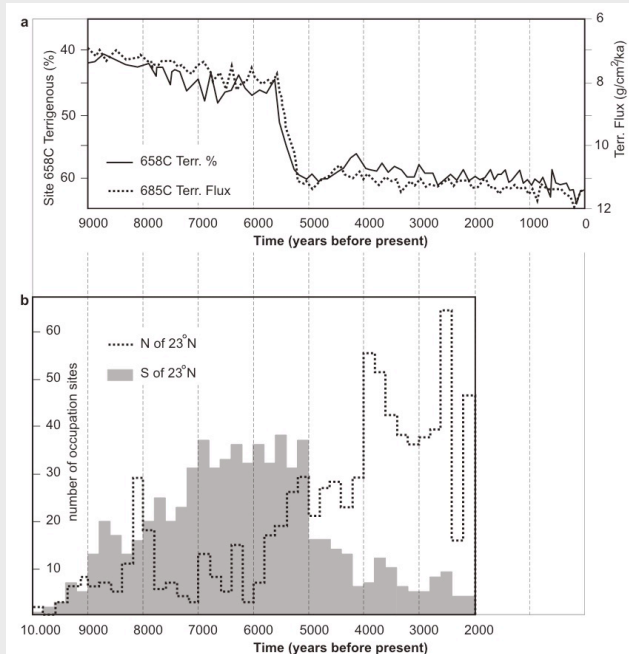 a
6
40
8
50
10
60
12
Site 658C Terrigenous (%)
Terr. Flux (g/cm²/ka)
658C Terr. %
685C Terr. Flux
9000 8000 7000 6000 5000 4000 3000 2000 1000 0
Time (years before present)
b
60
50
40
30
20
10
number of occupation sites
N of 23°N
S of 23°N
10.000 9000 8000 7000 6000 5000 4000 3000 2000
Time (years before present)